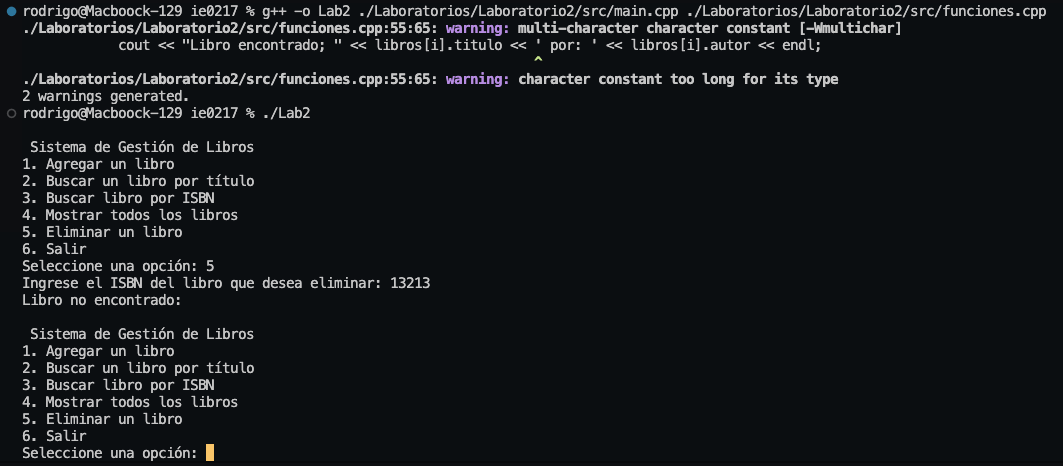 rodrigo@Macboock-129 ie0217 % g++ -o Lab2 ./Laboratorios/Laboratorio2/src/main.cpp ./Laboratorios/Laboratorio2/src/funciones.cpp
./Laboratorios/Laboratorio2/src/funciones.cpp:55:65: warning: multi-character character constant [-Wmultichar]
cout << "Libro encontrado; " << libros[i].titulo << ' por: ' << libros[i].autor << endl;
^
./Laboratorios/Laboratorio2/src/funciones.cpp:55:65: warning: character constant too long for its type
2 warnings generated.
rodrigo@Macboock-129 ie0217 % ./Lab2
Sistema de Gestión de Libros
1. Agregar un libro
2. Buscar un libro por título
3. Buscar libro por ISBN
4. Mostrar todos los libros
5. Eliminar un libro
6. Salir
Seleccione una opción: 5
Ingrese el ISBN del libro que desea eliminar: 13213
Libro no encontrado:
Sistema de Gestión de Libros
1. Agregar un libro
2. Buscar un libro por título
3. Buscar libro por ISBN
4. Mostrar todos los libros
5. Eliminar un libro
6. Salir
Seleccione una opción: